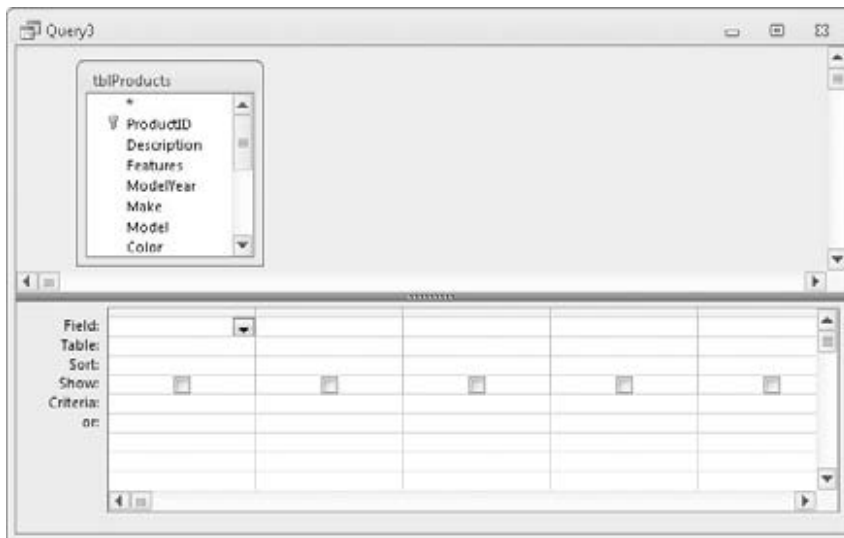 Query3
tblProducts
*
ProductID
Description
Features
ModelYear
Make
Model
Color
Field:
Table:
Sort:
Show:
Criteria:
or: